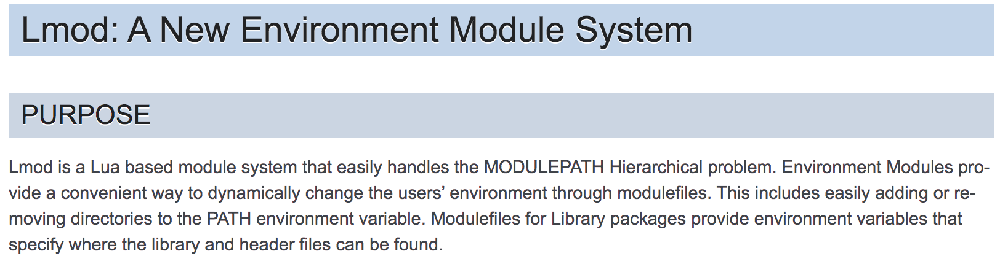 Lmod: A New Environment Module System
PURPOSE
Lmod is a Lua based module system that easily handles the MODULEPATH Hierarchical problem. Environment Modules pro-
vide a convenient way to dynamically change the users’ environment through modulefiles. This includes easily adding or re-
moving directories to the PATH environment variable. Modulefiles for Library packages provide environment variables that
specify where the library and header files can be found.